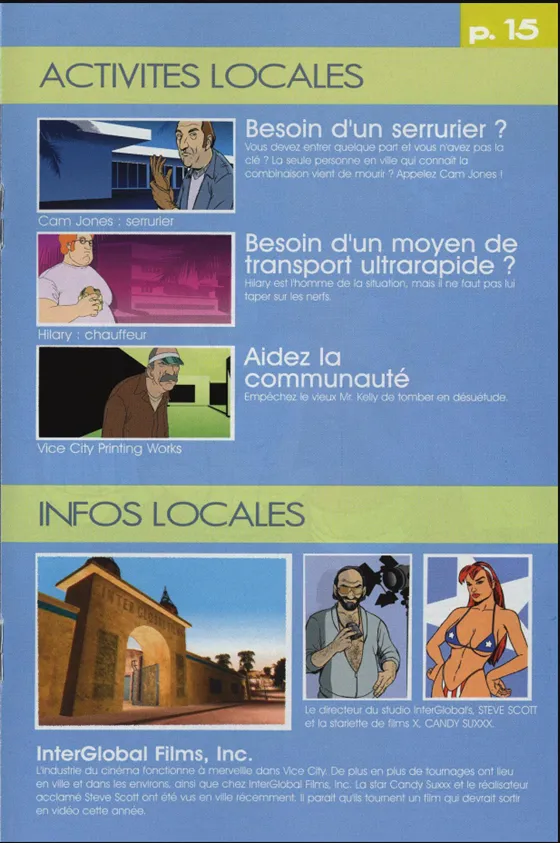 p. 15
ACTIVITES LOCALES
Besoin d'un serrurier ?
Vous devez entrer quelque part et vous n'avez pas la
clé ? La seule personne en ville qui connaît la
combinaison vient de mourir ? Appelez Cam Jones !
Cam Jones : serrurier
Besoin d'un moyen de
transport ultrarapide ?
Hilary est l'homme de la situation, mais il ne faut pas lui
taper sur les nerfs.
Hilary : chauffeur
Aidez la
communauté
Empêchez le vieux Mr. Kelly de tomber en désuétude.
Vice City Printing Works
INFOS LOCALES
INTERGLOBAL FILMS
Le directeur du studio InterGlobal's, STEVE SCOTT
et la starlette de films X, CANDY SUXXX.
InterGlobal Films, Inc.
L'industrie du cinéma fonctionne à merveille dans Vice City. De plus en plus de tournages ont lieu
en ville et dans les environs, ainsi que chez InterGlobal Films, Inc. La star Candy Suxxx et le réalisateur
acclamé Steve Scott ont été vus en ville récemment. Il paraît qu'ils tournent un film qui devrait sortir
en vidéo cette année.